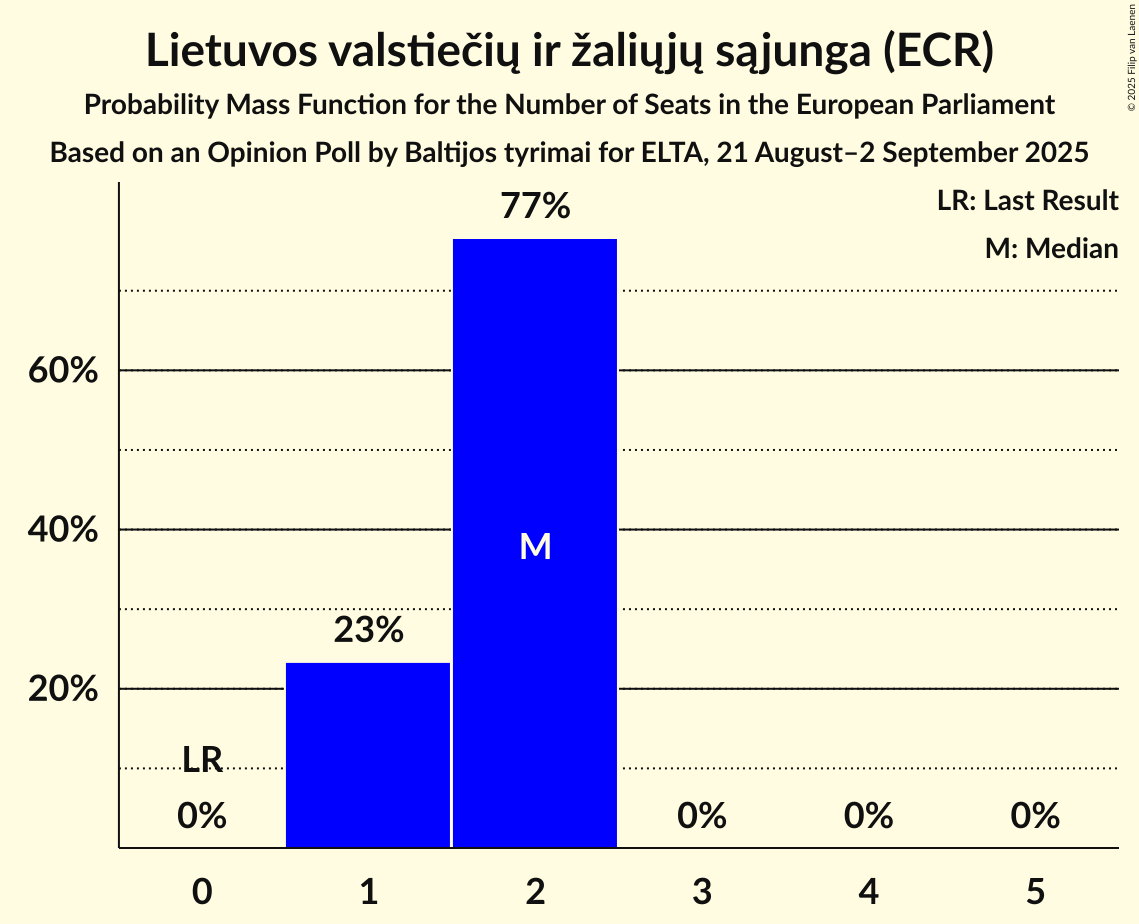 Lietuvos valstiečių ir žaliųjų sąjunga (ECR)
Probability Mass Function for the Number of Seats in the European Parliament
Based on an Opinion Poll by Baltijos tyrimai for ELTA, 21 August–2 September 2025
© 2025 Filip van Laenen
LR: Last Result
M: Median
77%
60%
40%
M
23%
20%
LR
0%
0%
0%
0%
0 1 2 3 4 5